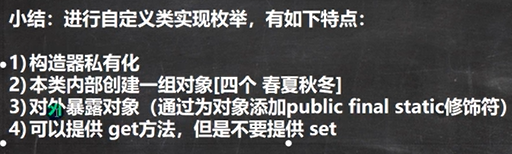 小结：进行自定义类实现枚举，有如下特点：
1) 构造器私有化
2) 本类内部创建一组对象[四个 春夏秋冬]
3) 对外暴露对象（通过为对象添加public final static修饰符）
4) 可以提供 get方法，但是不要提供 set